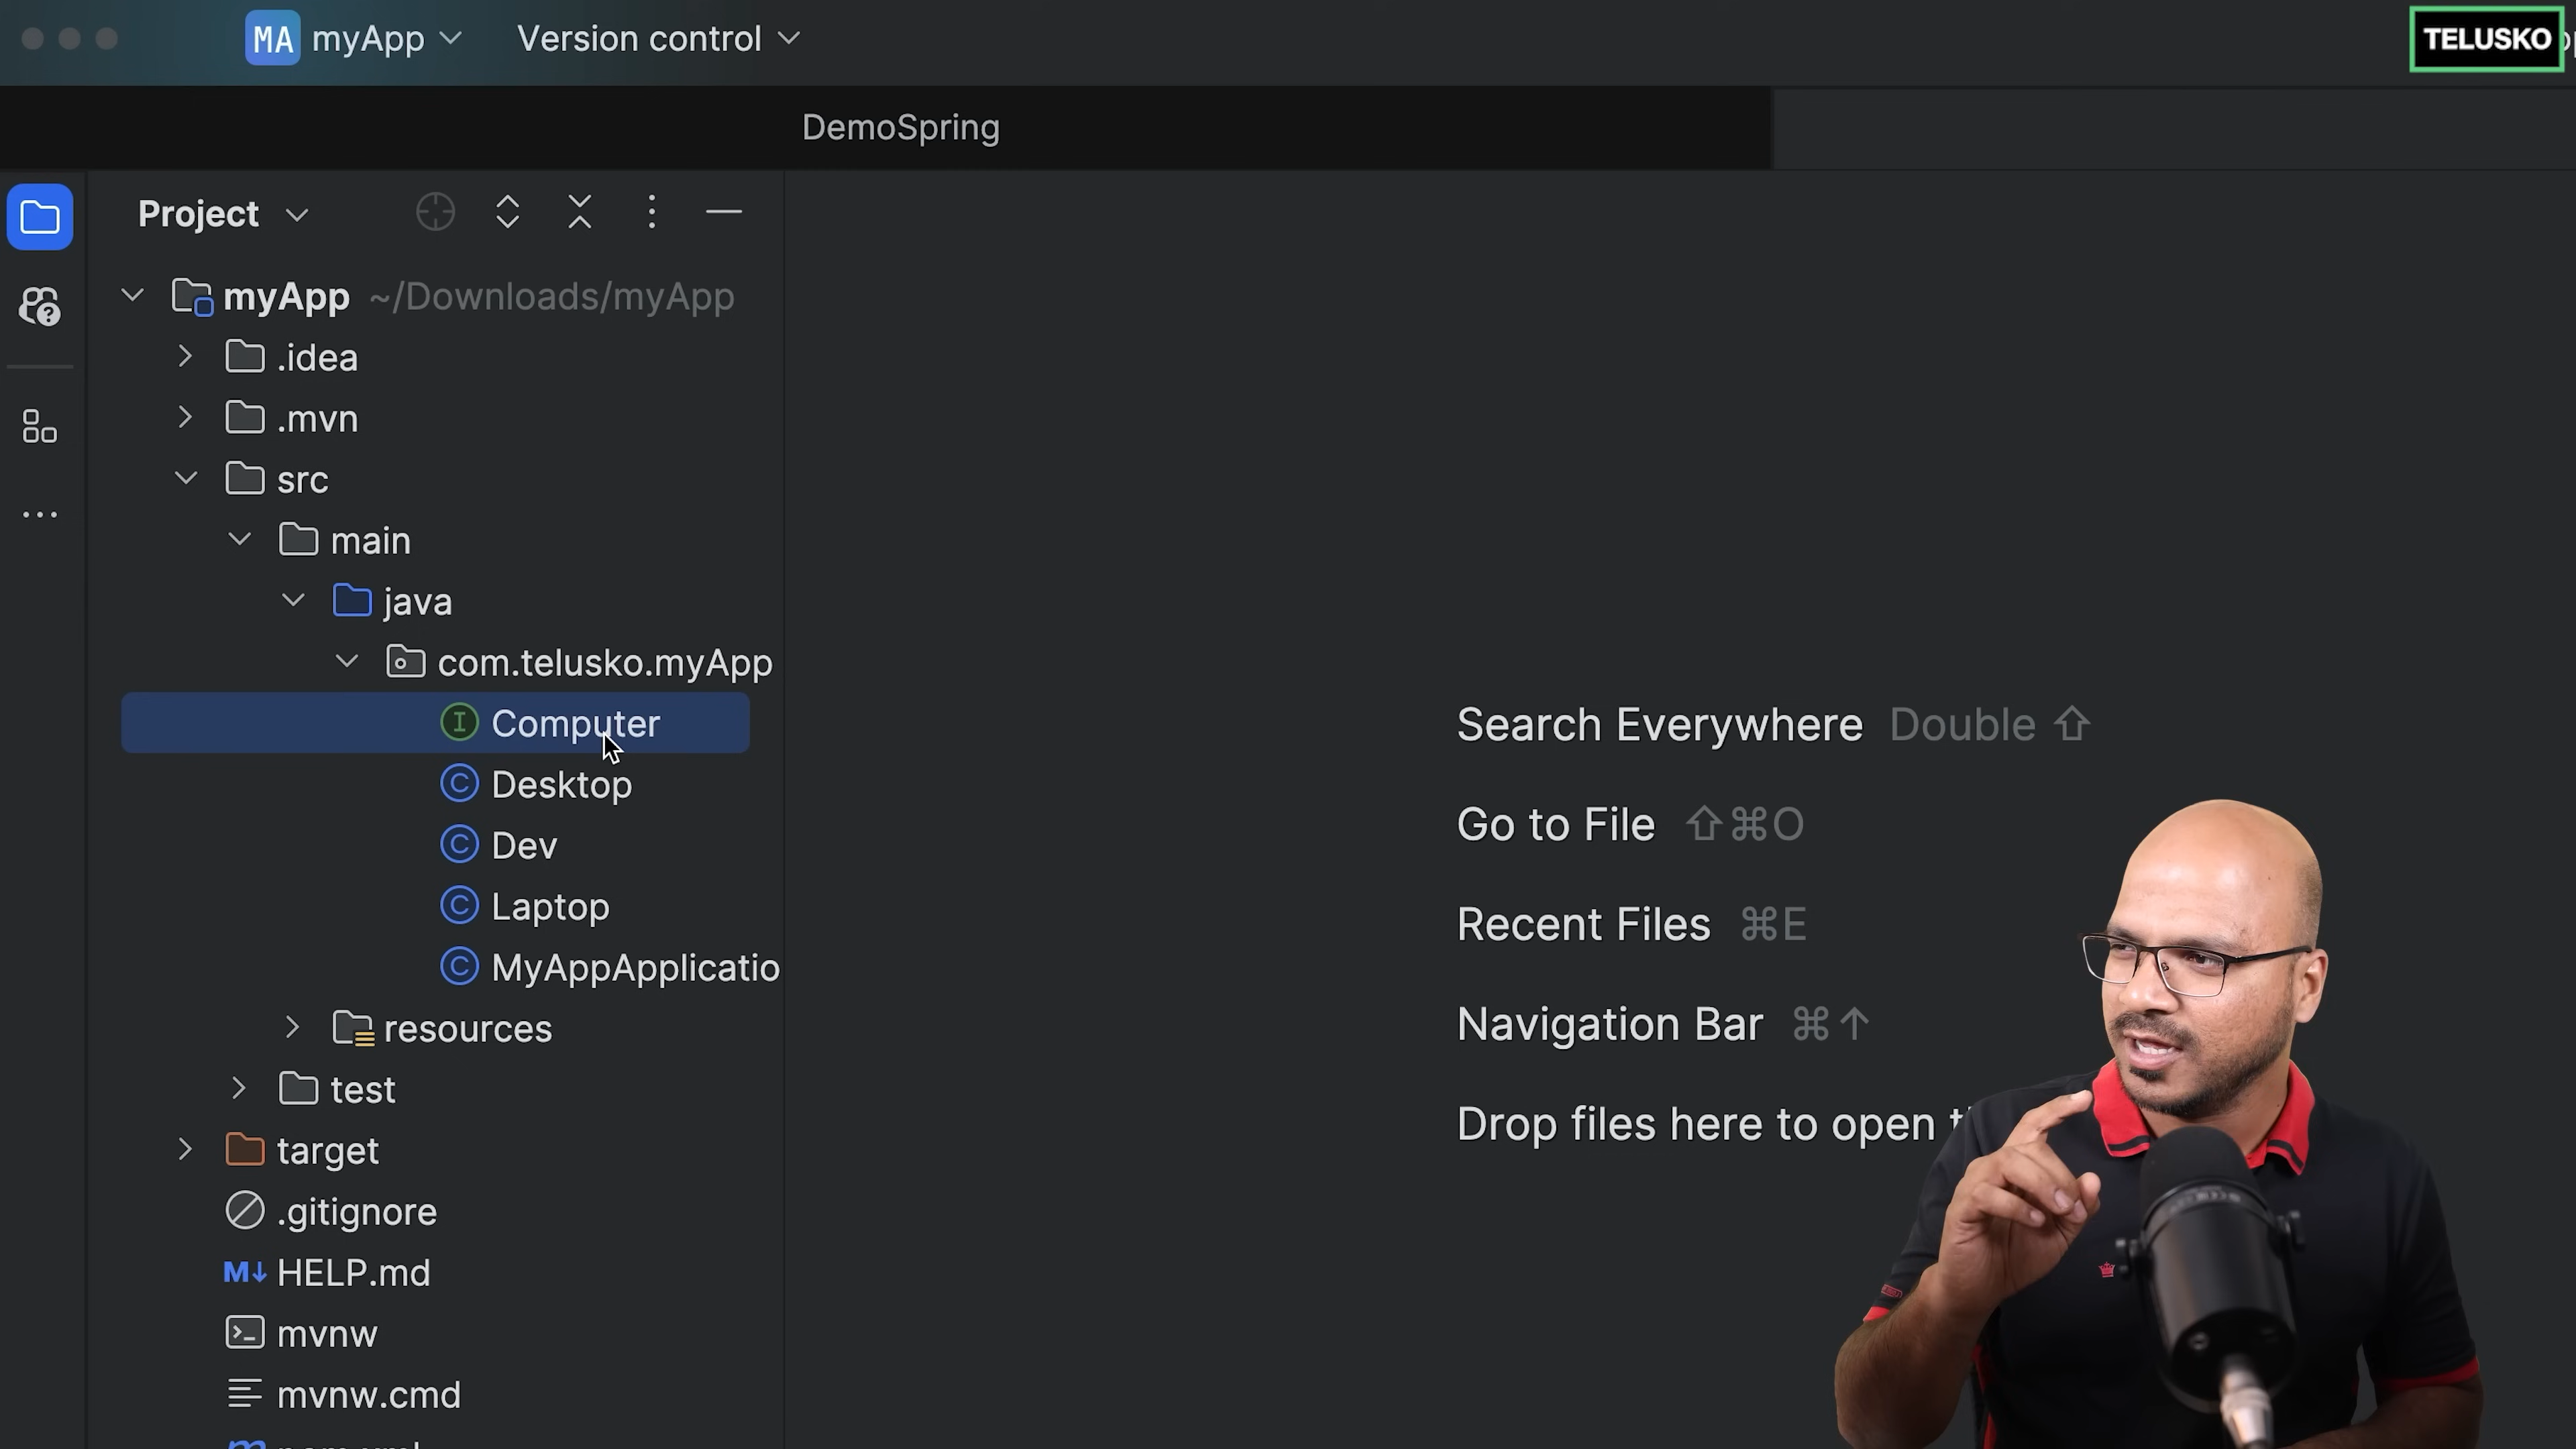 MA myApp Version control
TELUSKO
DemoSpring
Project
myApp ~/Downloads/myApp
.idea
.mvn
src
main
java
com.telusko.myApp
I Computer
C Desktop
C Dev
C Laptop
C MyAppApplicatio
resources
test
target
.gitignore
M↓ HELP.md
mvnw
mvnw.cmd
Search Everywhere Double ⇧
Go to File ⇧⌘O
Recent Files ⌘E
Navigation Bar ⌘↑
Drop files here to open